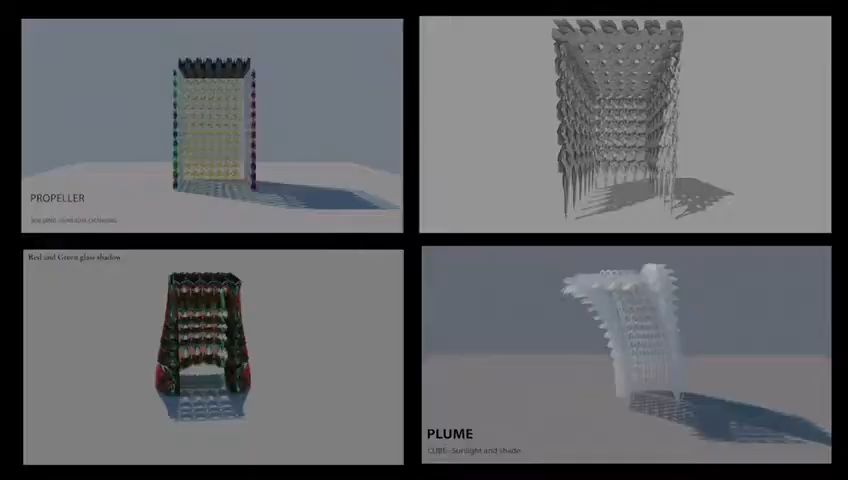 PROPELLER
Red and Green glass shadow
PLUME
CUBE- Sunlight and shade